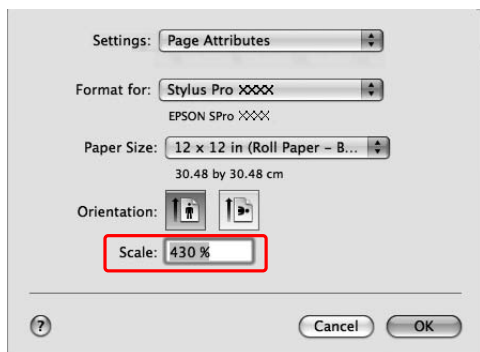 Settings: Page Attributes
Format for: Stylus Pro XXXX
EPSON SPro XXXX
Paper Size: 12 x 12 in (Roll Paper – B...
30.48 by 30.48 cm
Orientation:
Scale: 430 %
? Cancel OK